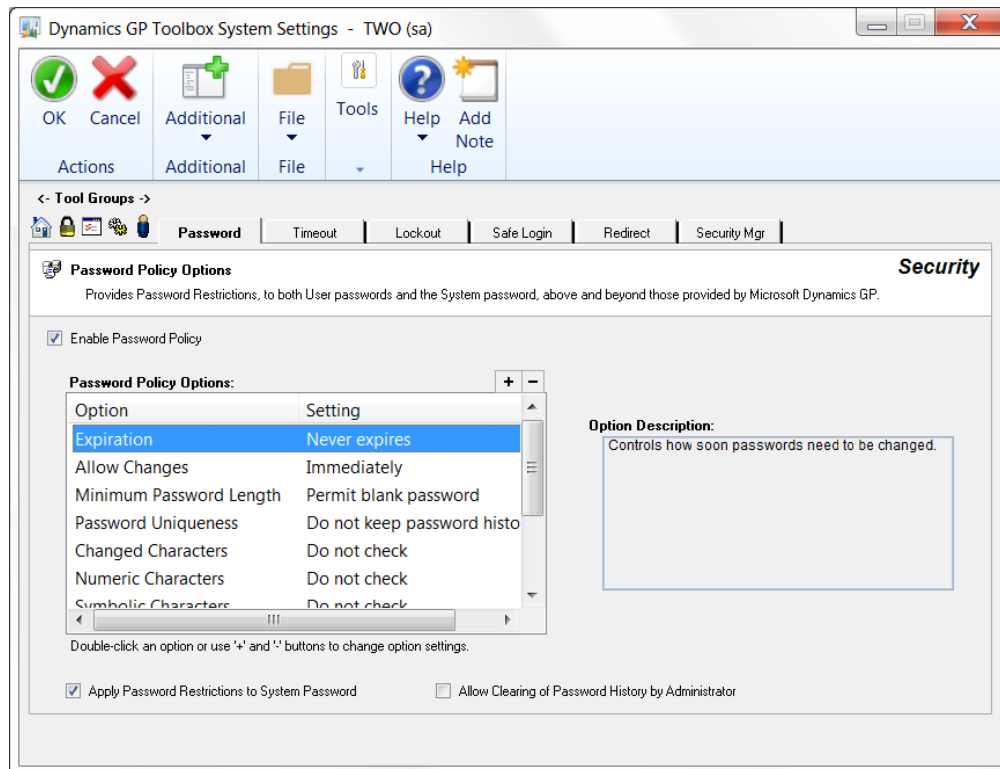 Dynamics GP Toolbox System Settings - TWO (sa)
OK Cancel Additional File Tools Help Add Note
Actions Additional File Help
<- Tool Groups ->
Password Timeout Lockout Safe Login Redirect Security Mgr
Password Policy Options Security
Provides Password Restrictions, to both User passwords and the System password, above and beyond those provided by Microsoft Dynamics GP.
Enable Password Policy
Password Policy Options: + −
Option Setting
Expiration Never expires
Allow Changes Immediately
Minimum Password Length Permit blank password
Password Uniqueness Do not keep password histo
Changed Characters Do not check
Numeric Characters Do not check
Symbolic Characters Do not check
Option Description:
Controls how soon passwords need to be changed.
Double-click an option or use '+' and '-' buttons to change option settings.
Apply Password Restrictions to System Password Allow Clearing of Password History by Administrator